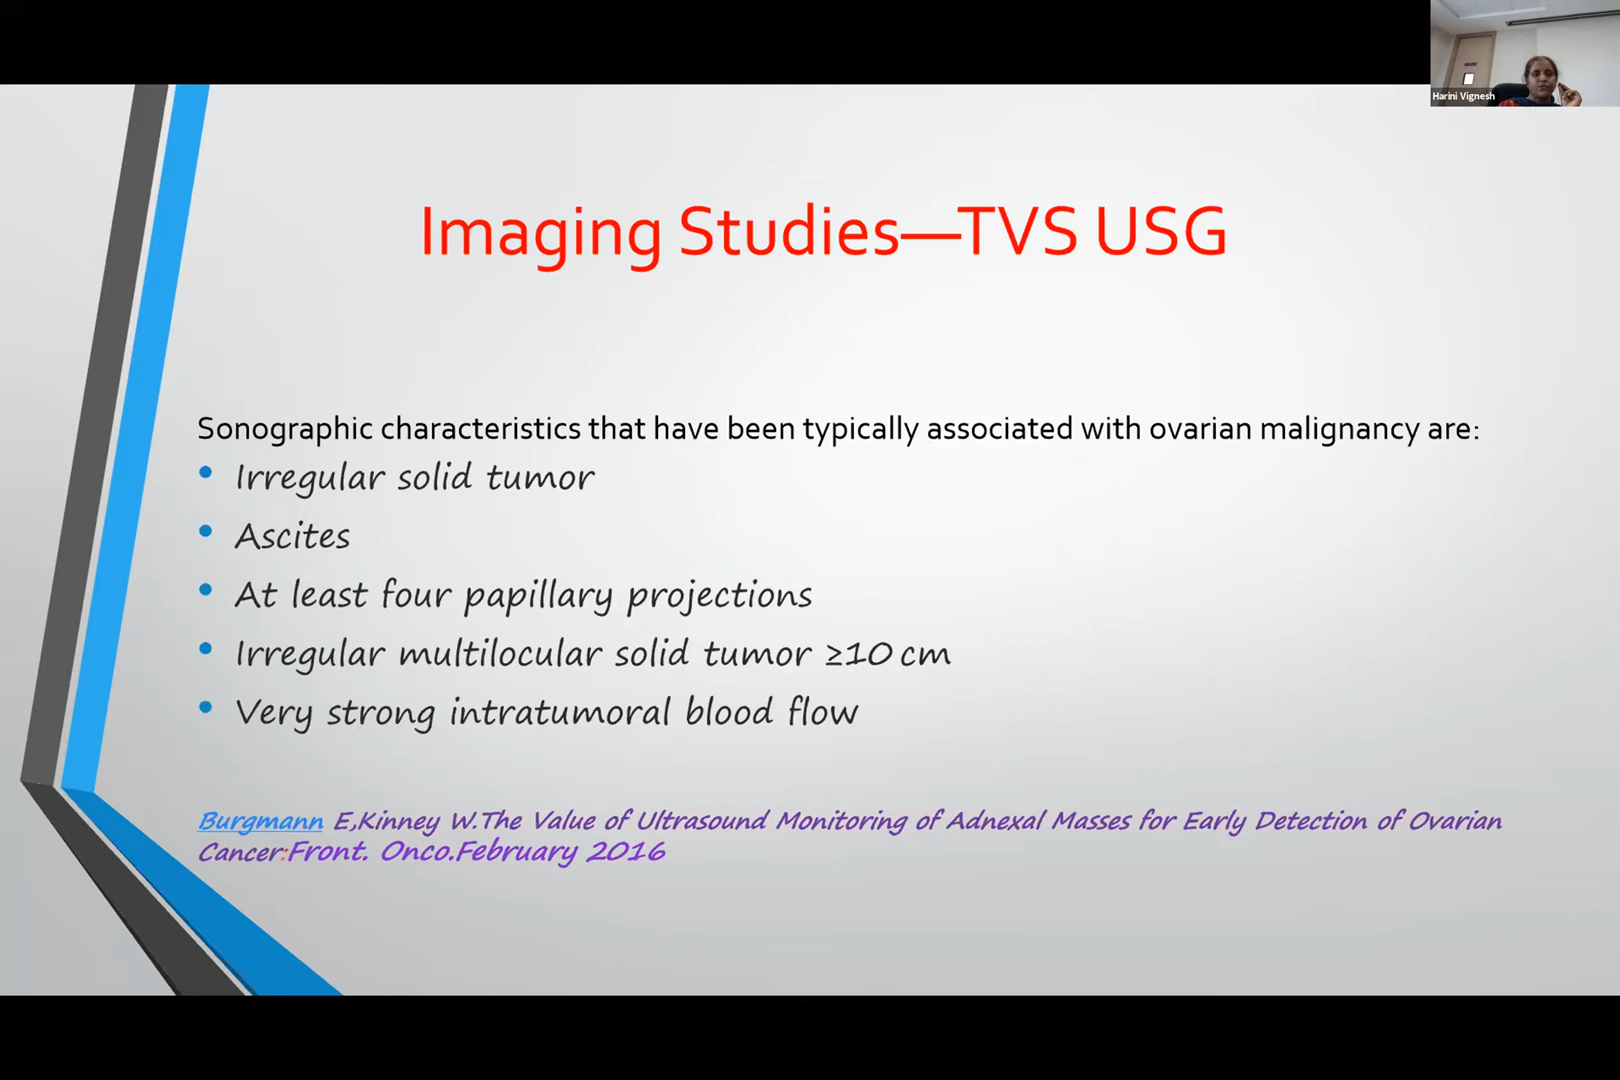 Harini Vignesh
Imaging Studies—TVS USG
Sonographic characteristics that have been typically associated with ovarian malignancy are:
• Irregular solid tumor
• Ascites
• At least four papillary projections
• Irregular multilocular solid tumor ≥10 cm
• Very strong intratumoral blood flow
Burgmann E,Kinney W.The Value of Ultrasound Monitoring of Adnexal Masses for Early Detection of Ovarian
Cancer:Front. Onco.February 2016